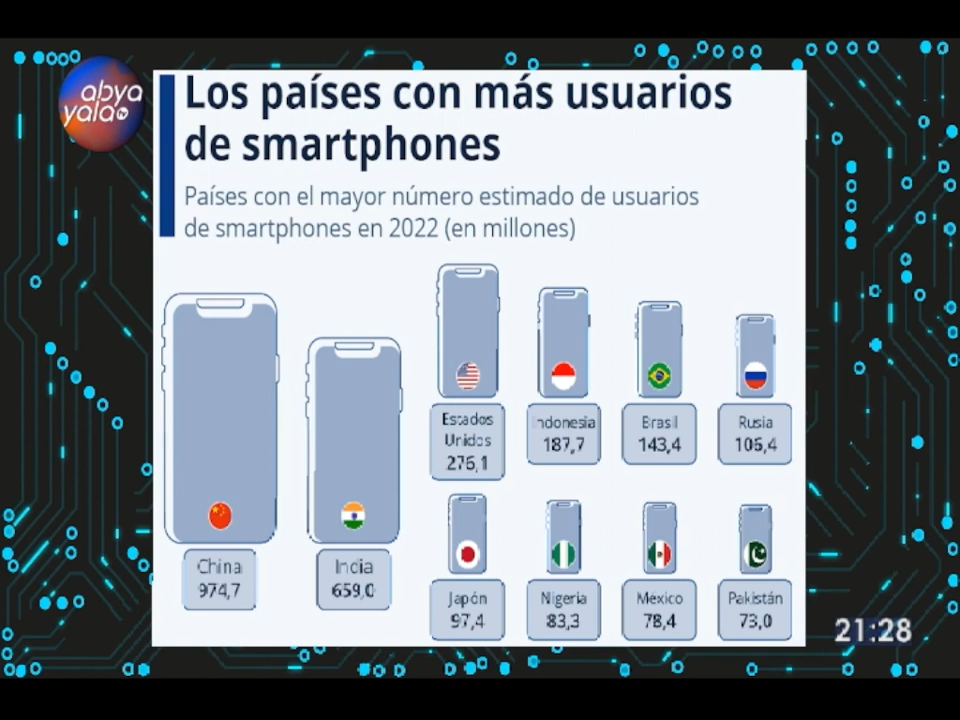 abya
yala tv
Los países con más usuarios
de smartphones
Países con el mayor número estimado de usuarios
de smartphones en 2022 (en millones)
China
974,7
India
659,0
Estados
Unidos
276,1
Indonesia
187,7
Brasil
143,4
Rusia
106,4
Japón
97,4
Nigeria
83,3
Mexico
78,4
Pakistán
73,0
21:28